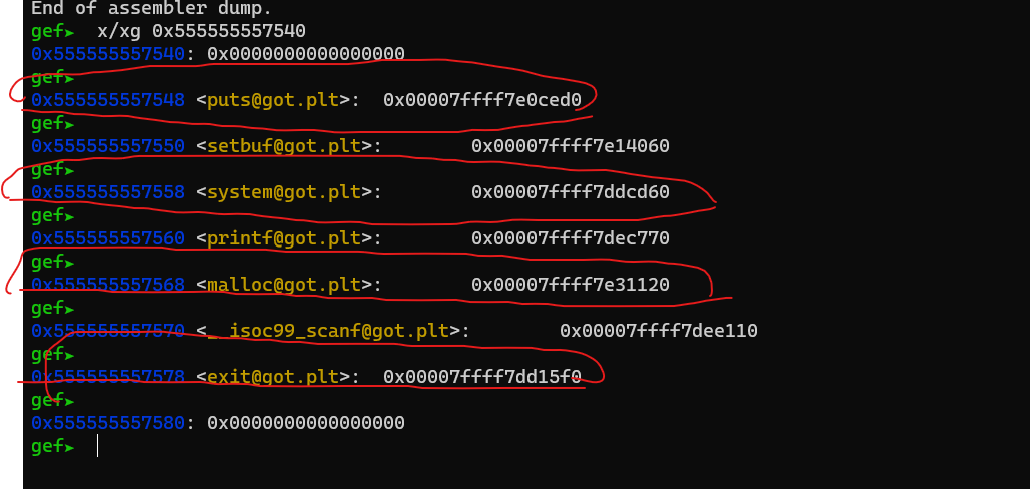 End of assembler dump.
gef➤  x/xg 0x555555557540
0x555555557540: 0x0000000000000000
gef➤
0x555555557548 <puts@got.plt>:  0x00007ffff7e0ced0
gef➤
0x555555557550 <setbuf@got.plt>:        0x00007ffff7e14060
gef➤
0x555555557558 <system@got.plt>:        0x00007ffff7ddcd60
gef➤
0x555555557560 <printf@got.plt>:        0x00007ffff7dec770
gef➤
0x555555557568 <malloc@got.plt>:        0x00007ffff7e31120
gef➤
0x555555557570 <__isoc99_scanf@got.plt>:        0x00007ffff7dee110
gef➤
0x555555557578 <exit@got.plt>:  0x00007ffff7dd15f0
gef➤
0x555555557580: 0x0000000000000000
gef➤